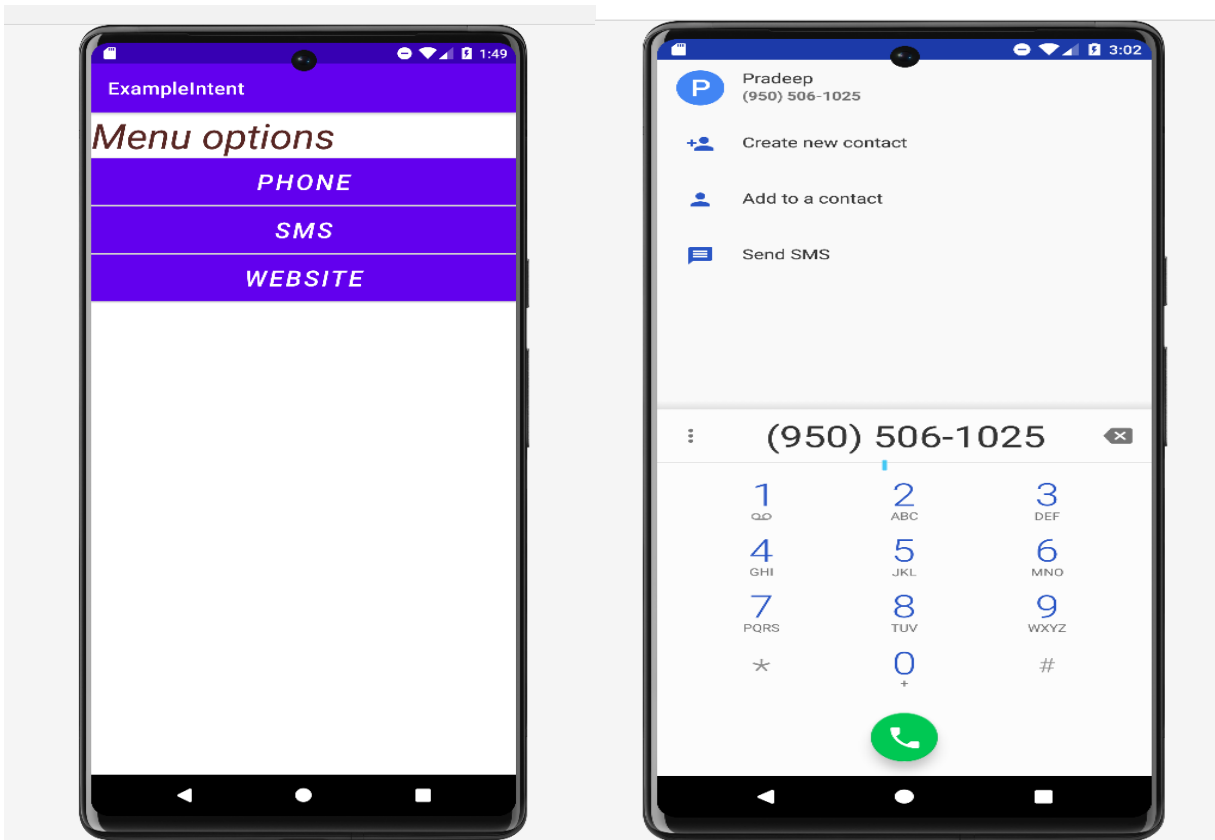 1:49
ExampleIntent
Menu options
PHONE
SMS
WEBSITE
3:02
P
Pradeep
(950) 506-1025
Create new contact
Add to a contact
Send SMS
(950) 506-1025
1 2 3
ABC DEF
4 5 6
GHI JKL MNO
7 8 9
PQRS TUV WXYZ
* 0 #
+